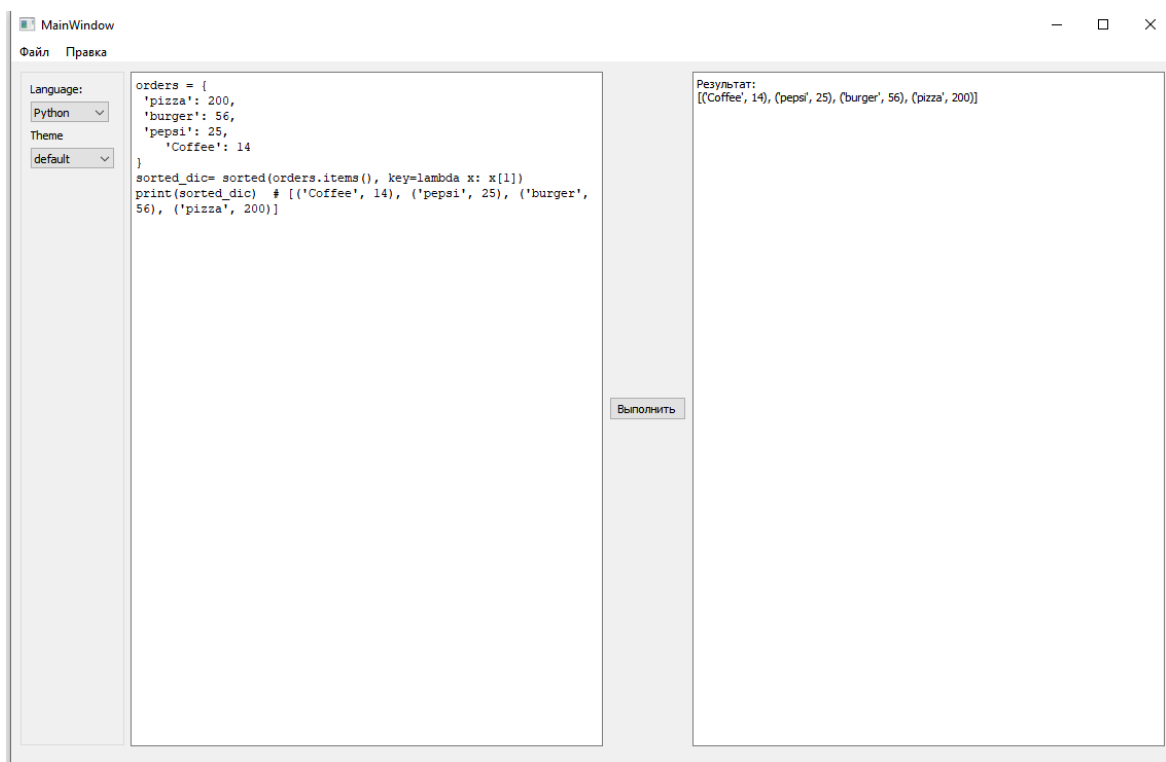 MainWindow
Файл Правка
Language:
Python
Theme
default
orders = {
 'pizza': 200,
 'burger': 56,
 'pepsi': 25,
    'Coffee': 14
}
sorted_dic= sorted(orders.items(), key=lambda x: x[1])
print(sorted_dic)  # [('Coffee', 14), ('pepsi', 25), ('burger',
56), ('pizza', 200)]
Выполнить
Результат:
[('Coffee', 14), ('pepsi', 25), ('burger', 56), ('pizza', 200)]